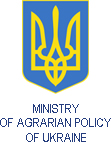 MINISTRY
OF AGRARIAN POLICY
OF UKRAINE